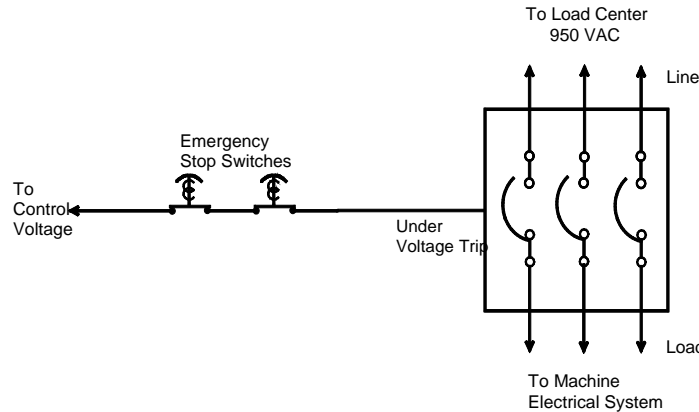 To Load Center
950 VAC
Line
Emergency
Stop Switches
To
Control
Voltage
Under
Voltage Trip
Load
To Machine
Electrical System